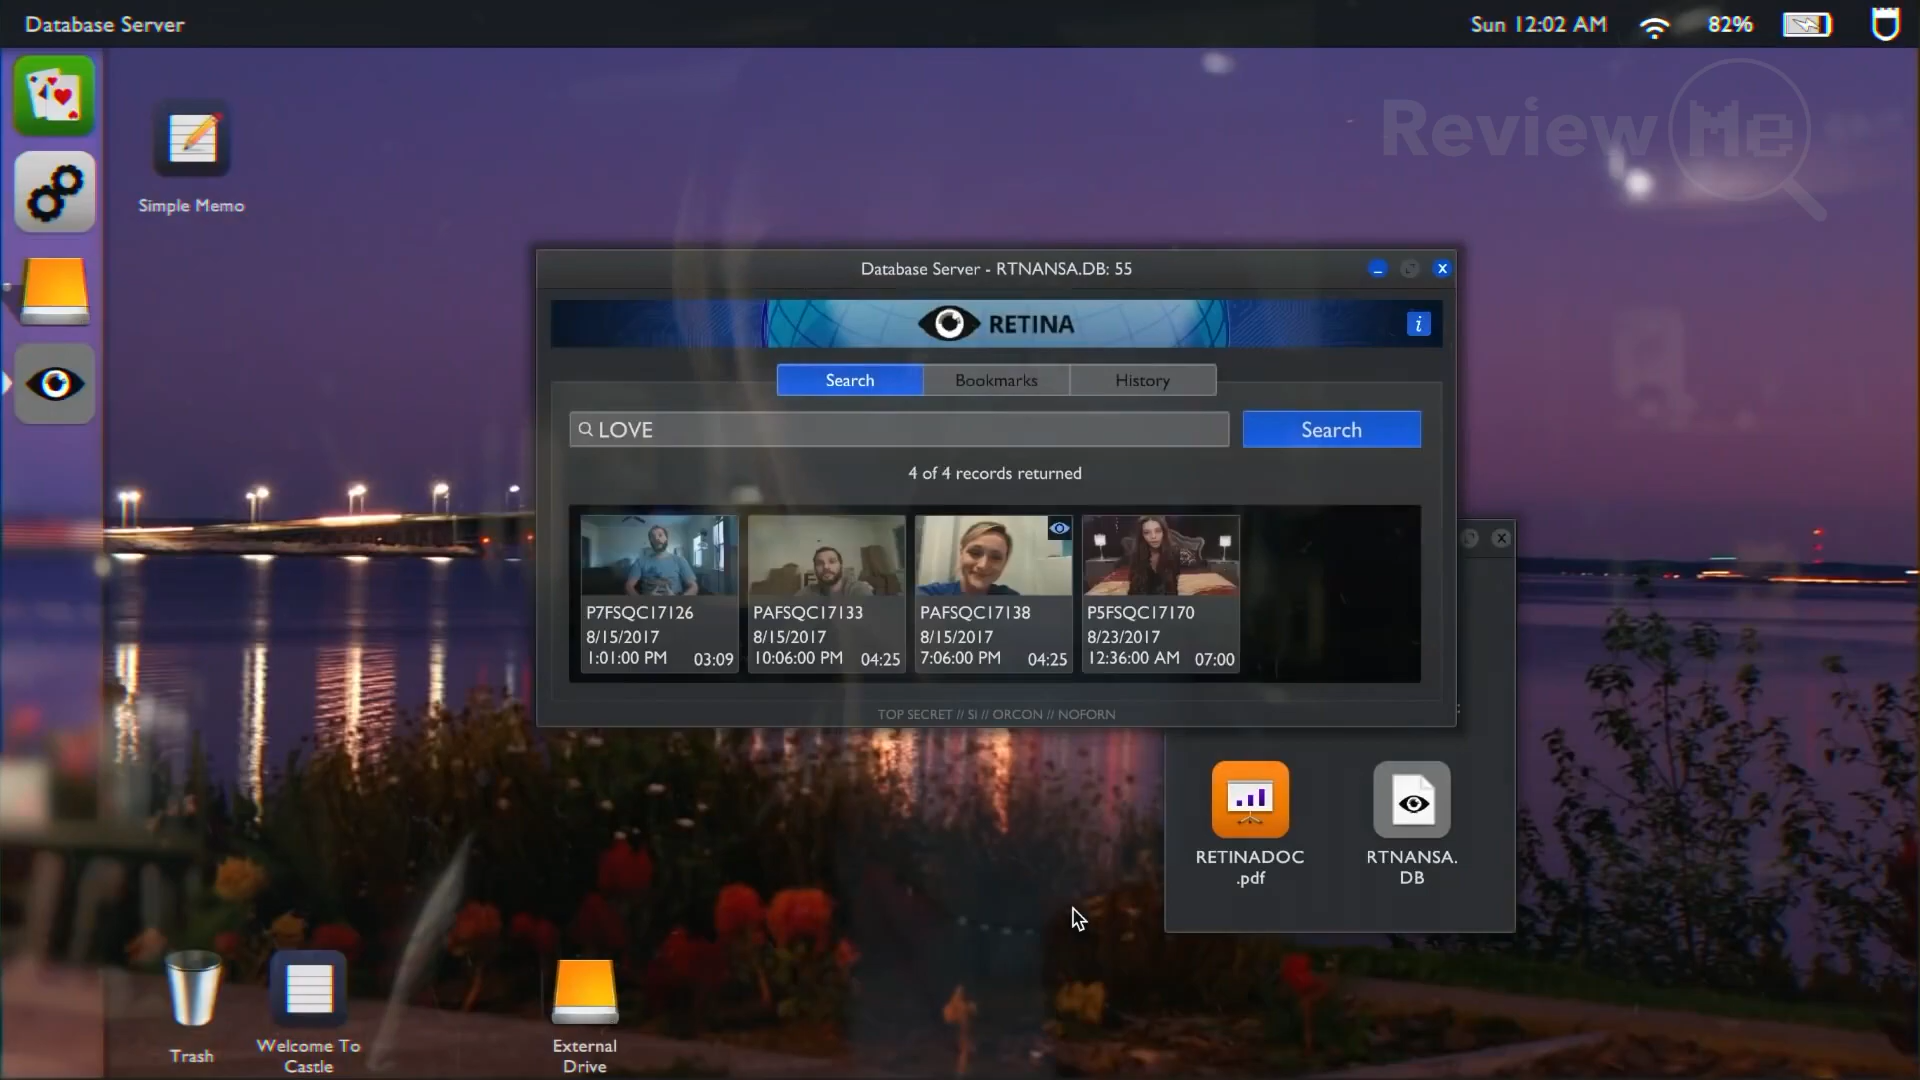 Database Server
Sun 12:02 AM
82%
Review Me
Simple Memo
Database Server - RTNANSA.DB: 55
RETINA
i
Search
Bookmarks
History
LOVE
Search
4 of 4 records returned
P7FSQC17126
8/15/2017
1:01:00 PM 03:09
PAFSQC17133
8/15/2017
10:06:00 PM 04:25
PAFSQC17138
8/15/2017
7:06:00 PM 04:25
P5FSQC17170
8/23/2017
12:36:00 AM 07:00
TOP SECRET // SI // ORCON // NOFORN
RETINADOC
.pdf
RTNANSA.
DB
Trash
Welcome To
Castle
External
Drive